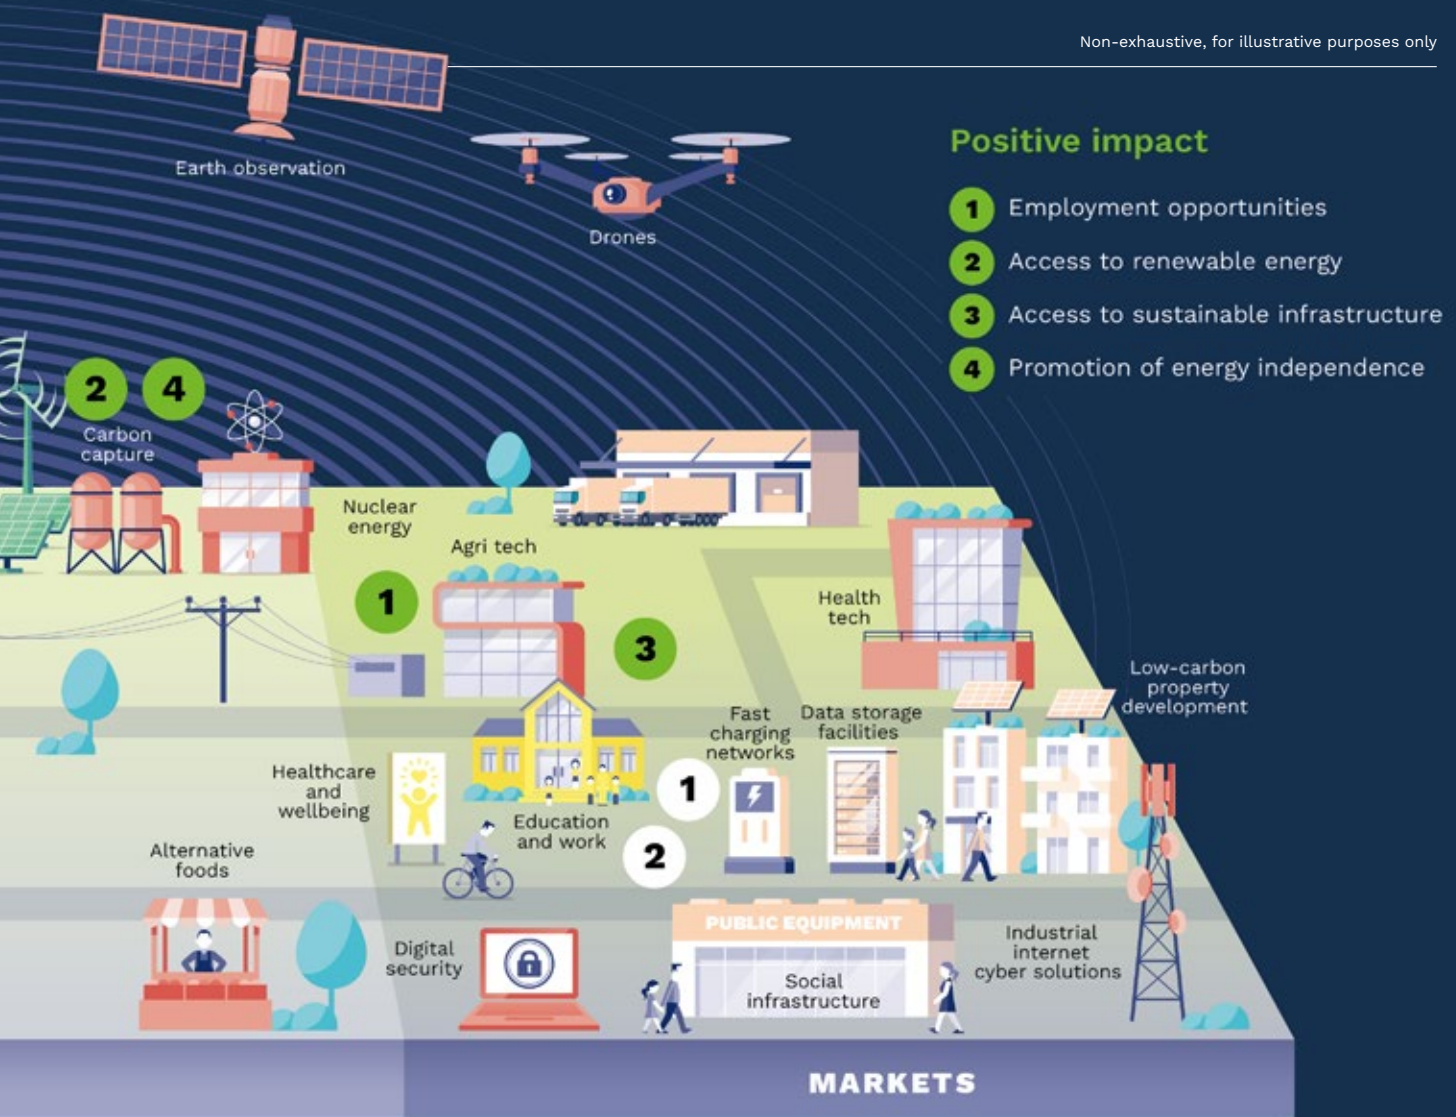 Non-exhaustive, for illustrative purposes only
Earth observation
Drones
Positive impact
1 Employment opportunities
2 Access to renewable energy
3 Access to sustainable infrastructure
4 Promotion of energy independence
2 4
Carbon
capture
Nuclear
energy
Agri tech
1
3
Health
tech
Low-carbon
property
development
Fast
charging
networks
Data storage
facilities
Healthcare
and
wellbeing
1
Education
and work
2
Alternative
foods
Digital
security
PUBLIC EQUIPMENT
Social
infrastructure
Industrial
internet
cyber solutions
MARKETS